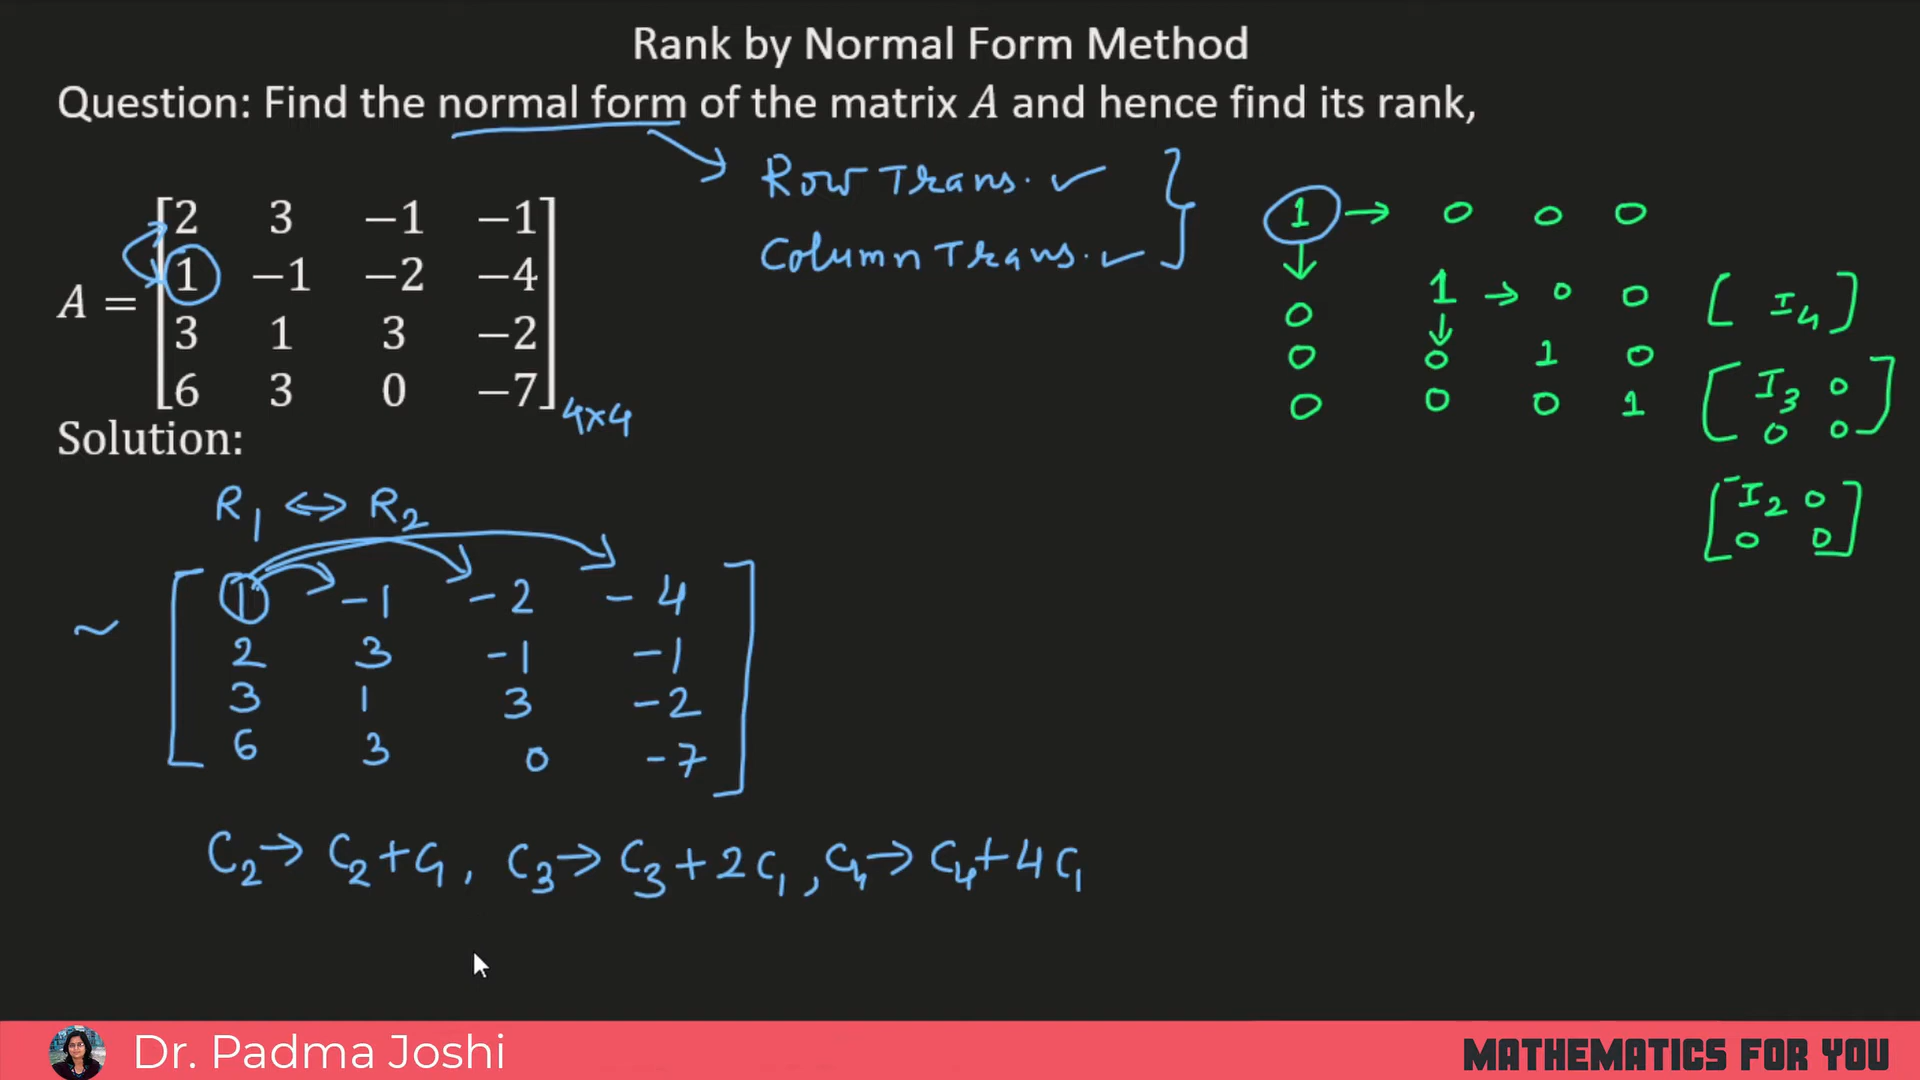 Rank by Normal Form Method
Question: Find the normal form of the matrix A and hence find its rank,
Row Trans. ✓
Column Trans. ✓
A = [2 3 −1 −1
1 −1 −2 −4
3 1 3 −2
6 3 0 −7] 4×4
1 → 0 0 0
↓
0 1 → 0 0
↓
0 0 1 0
0 0 0 1
[ I4 ]
[ I3 0
0 0 ]
[ I2 0
0 0 ]
Solution:
R1 ↔ R2
~ [ 1 -1 -2 -4
2 3 -1 -1
3 1 3 -2
6 3 0 -7 ]
C2 → C2+C1, C3 → C3+2C1, C4 → C4+4C1
Dr. Padma Joshi
MATHEMATICS FOR YOU